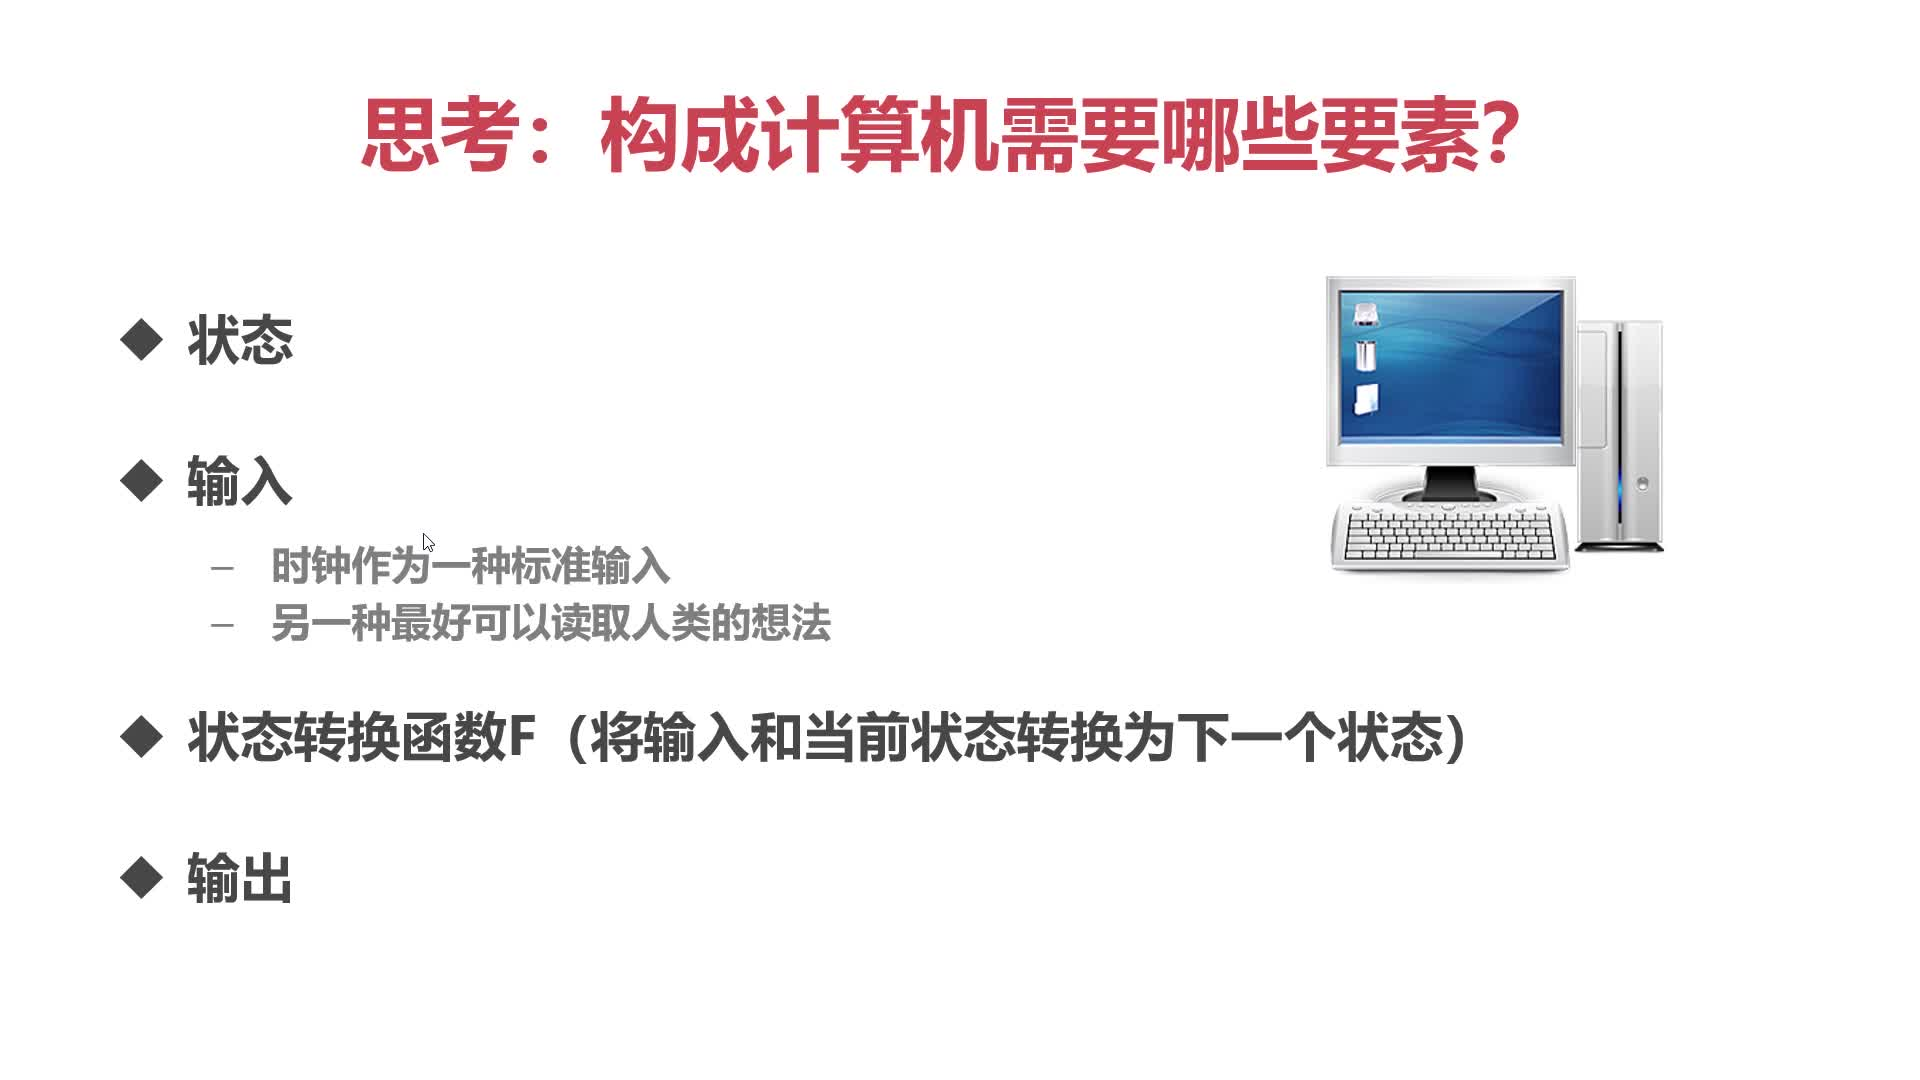 思考：构成计算机需要哪些要素？
◆ 状态
◆ 输入
– 时钟作为一种标准输入
– 另一种最好可以读取人类的想法
◆ 状态转换函数F（将输入和当前状态转换为下一个状态）
◆ 输出